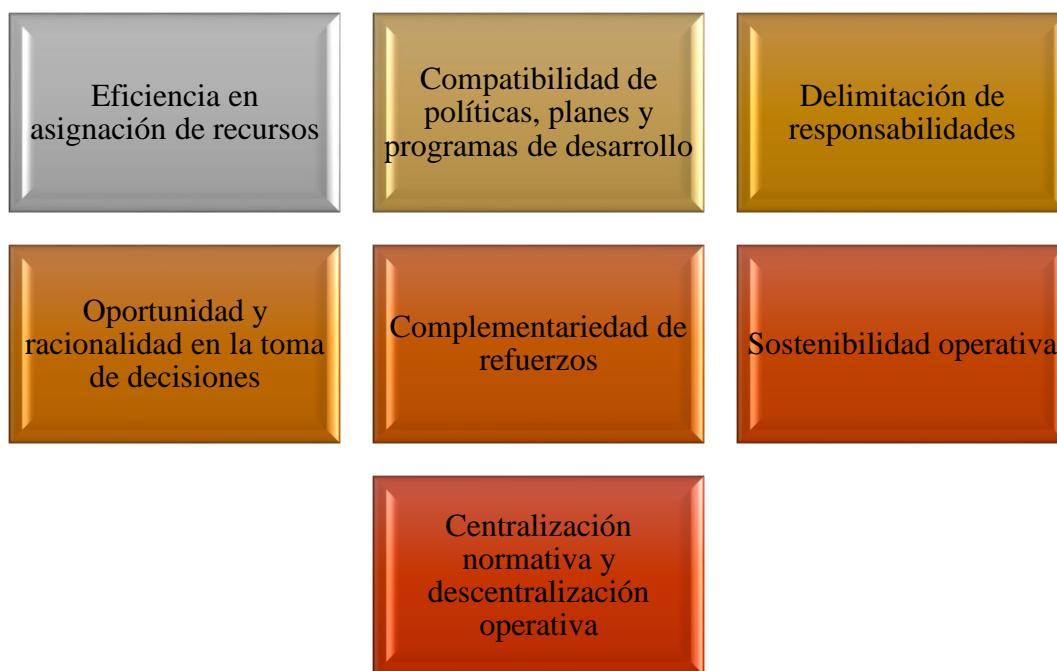 Eficiencia en
asignación de recursos
Compatibilidad de
políticas, planes y
programas de desarrollo
Delimitación de
responsabilidades
Oportunidad y
racionalidad en la toma
de decisiones
Complementariedad de
refuerzos
Sostenibilidad operativa
Centralización
normativa y
descentralización
operativa